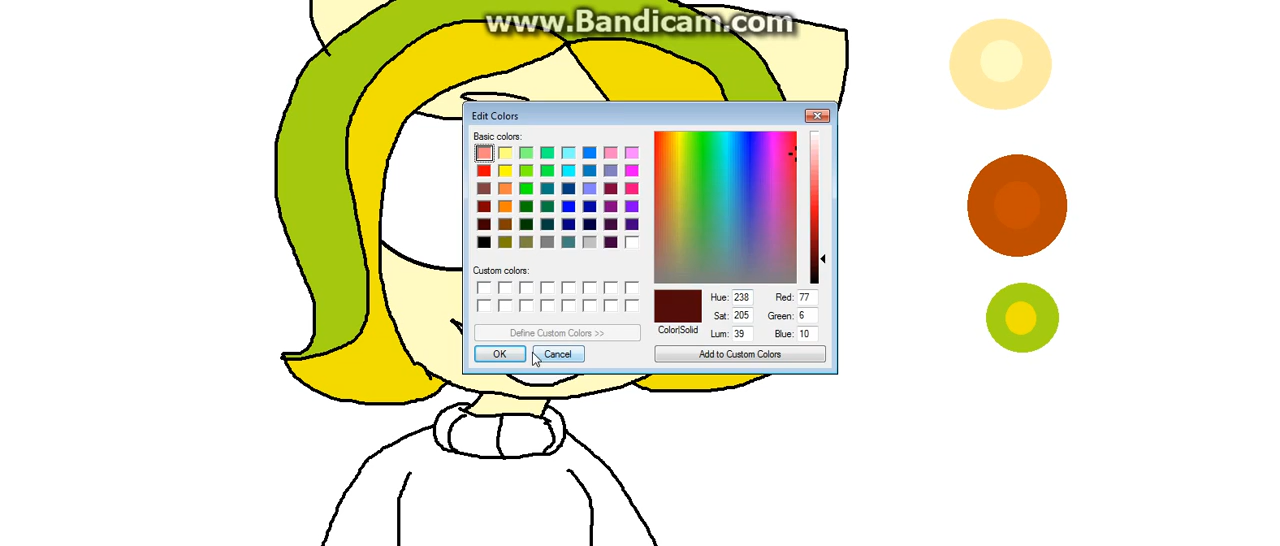 www.Bandicam.com
Edit Colors
Basic colors:
Custom colors:
Define Custom Colors >>
OK
Cancel
Color|Solid
Hue: 238
Red: 77
Sat: 205
Green: 6
Lum: 39
Blue: 10
Add to Custom Colors